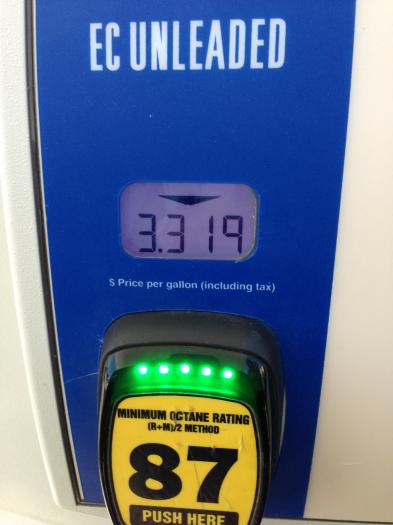 EC UNLEADED
3.319
$ Price per gallon (including tax)
MINIMUM OCTANE RATING
(R+M)/2 METHOD
87
PUSH HERE